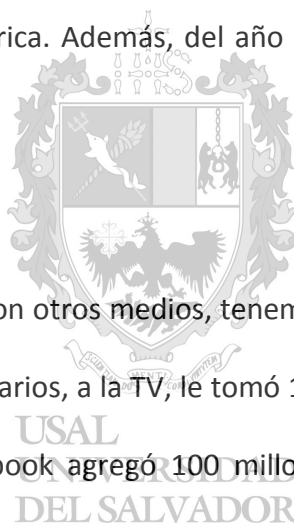 rica. Además, del año
on otros medios, tenem
arios, a la TV, le tomó 1
USAL
book agregó 100 millo
UNIVERSIDAD
DEL SALVADOR